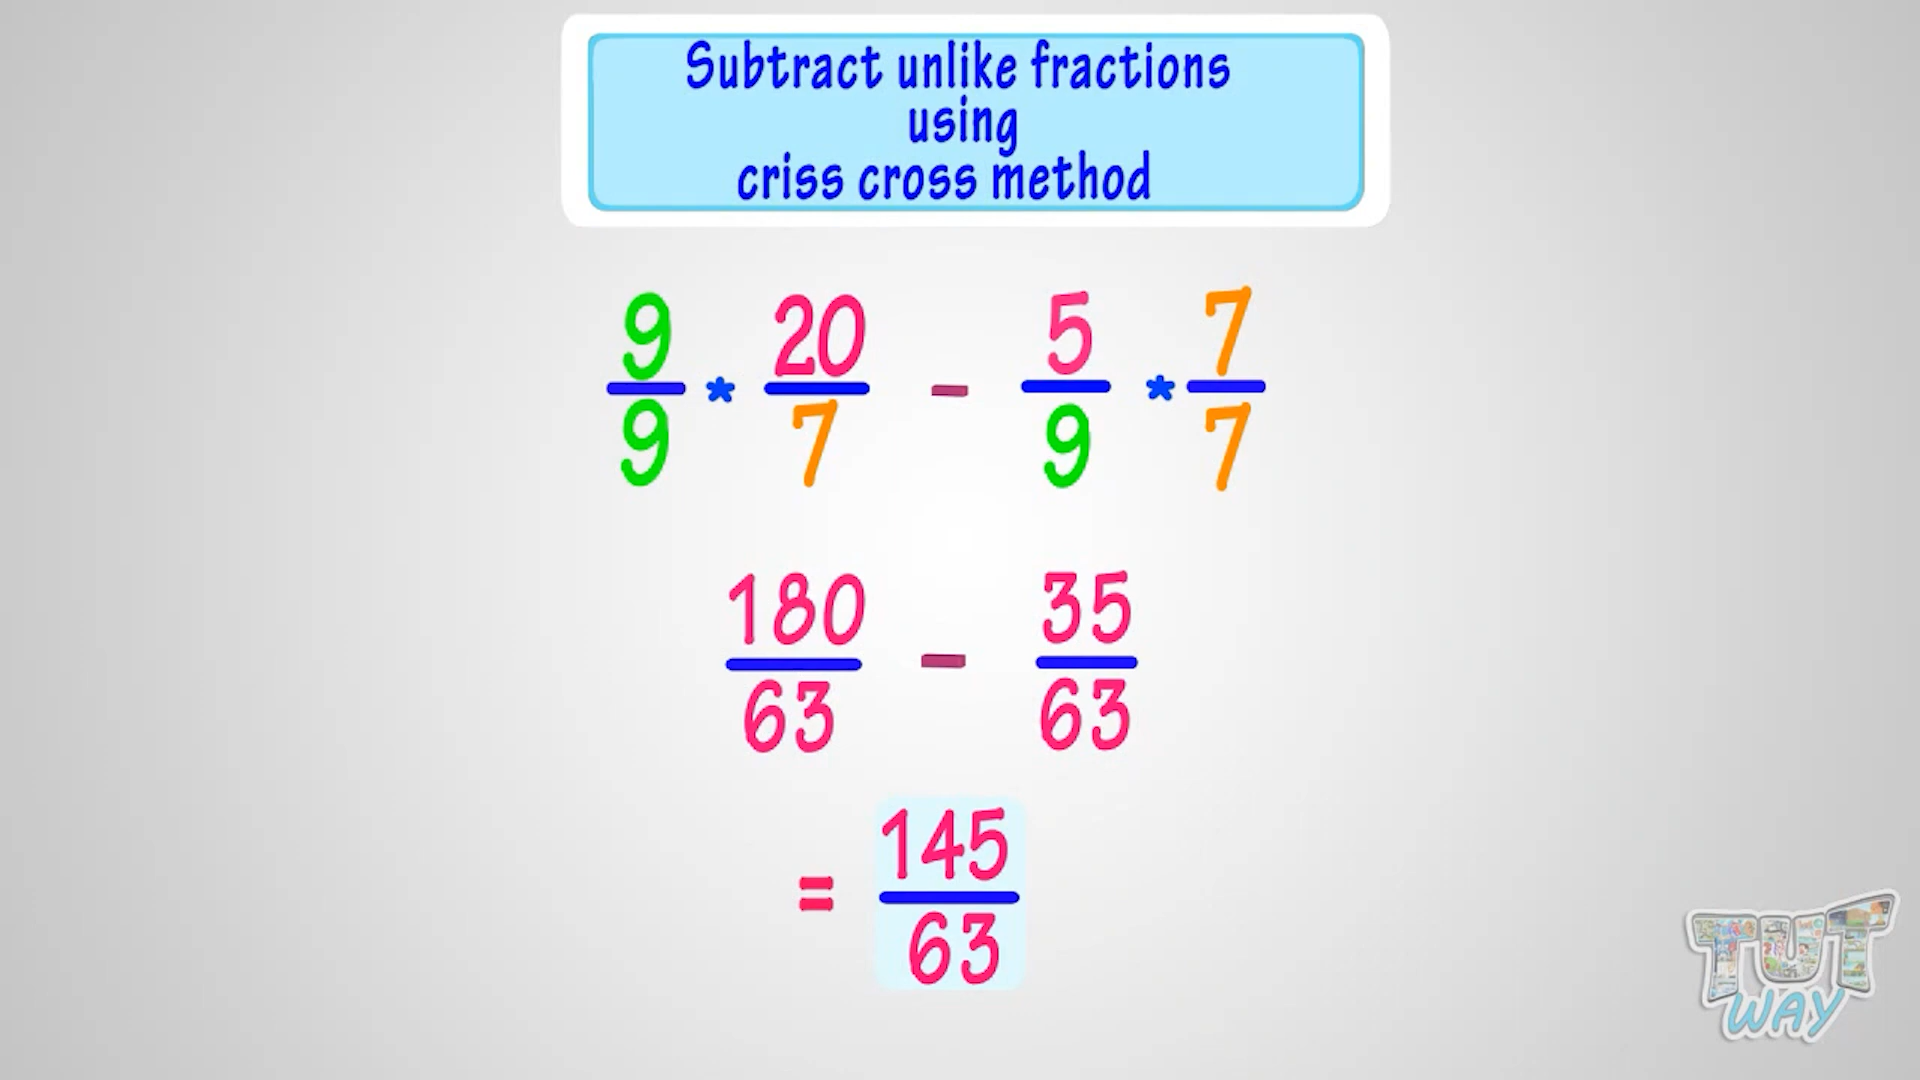 Subtract unlike fractions
using
criss cross method
9/9 * 20/7 - 5/9 * 7/7
180/63 - 35/63
= 145/63
TUT
WAY